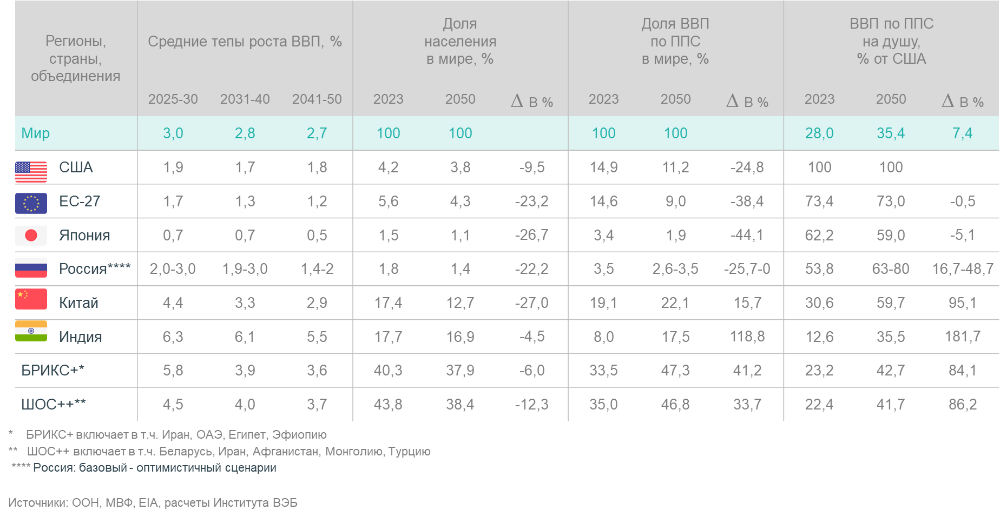 Регионы, страны, объединения
Средние тепы роста ВВП, %
Доля населения в мире, %
Доля ВВП по ППС в мире, %
ВВП по ППС на душу, % от США
2025-30 2031-40 2041-50 2023 2050 Δ В % 2023 2050 Δ В % 2023 2050 Δ В %
Мир 3,0 2,8 2,7 100 100 100 100 28,0 35,4 7,4
США 1,9 1,7 1,8 4,2 3,8 -9,5 14,9 11,2 -24,8 100 100
ЕС-27 1,7 1,3 1,2 5,6 4,3 -23,2 14,6 9,0 -38,4 73,4 73,0 -0,5
Япония 0,7 0,7 0,5 1,5 1,1 -26,7 3,4 1,9 -44,1 62,2 59,0 -5,1
Россия**** 2,0-3,0 1,9-3,0 1,4-2 1,8 1,4 -22,2 3,5 2,6-3,5 -25,7-0 53,8 63-80 16,7-48,7
Китай 4,4 3,3 2,9 17,4 12,7 -27,0 19,1 22,1 15,7 30,6 59,7 95,1
Индия 6,3 6,1 5,5 17,7 16,9 -4,5 8,0 17,5 118,8 12,6 35,5 181,7
БРИКС+* 5,8 3,9 3,6 40,3 37,9 -6,0 33,5 47,3 41,2 23,2 42,7 84,1
ШОС++** 4,5 4,0 3,7 43,8 38,4 -12,3 35,0 46,8 33,7 22,4 41,7 86,2
* БРИКС+ включает в т.ч. Иран, ОАЭ, Египет, Эфиопию
** ШОС++ включает в т.ч. Беларусь, Иран, Афганистан, Монголию, Турцию
**** Россия: базовый - оптимистичный сценарии
Источники: ООН, МВФ, EIA, расчеты Института ВЭБ